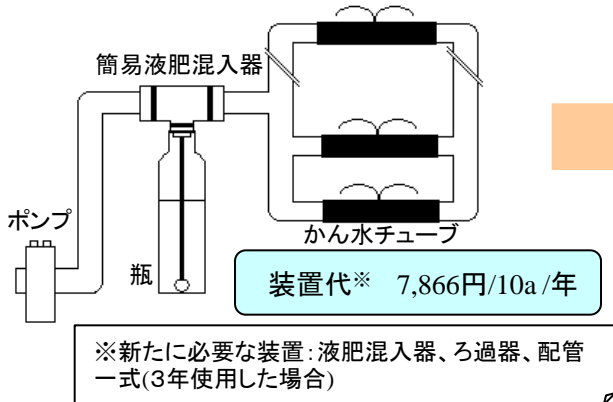 簡易液肥混入器
ポンプ
瓶
かん水チューブ
装置代※ 7,866円/10a /年
※新たに必要な装置:液肥混入器、ろ過器、配管
一式(3年使用した場合)